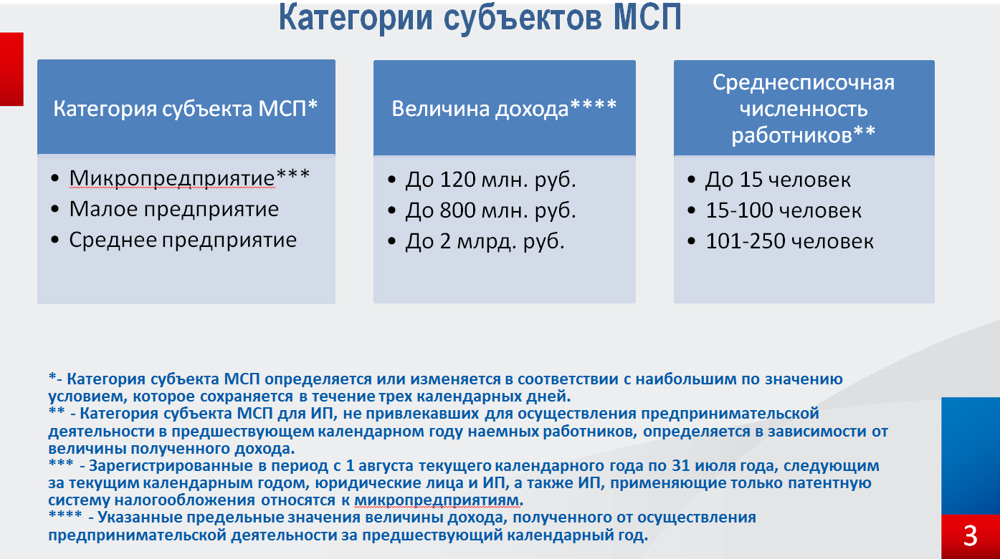 Категории субъектов МСП
Категория субъекта МСП*
• Микропредприятие***
• Малое предприятие
• Среднее предприятие
Величина дохода****
• До 120 млн. руб.
• До 800 млн. руб.
• До 2 млрд. руб.
Среднесписочная
численность
работников**
• До 15 человек
• 15-100 человек
• 101-250 человек
*- Категория субъекта МСП определяется или изменяется в соответствии с наибольшим по значению
условием, которое сохраняется в течение трех календарных дней.
** - Категория субъекта МСП для ИП, не привлекавших для осуществления предпринимательской
деятельности в предшествующем календарном году наемных работников, определяется в зависимости от
величины полученного дохода.
*** - Зарегистрированные в период с 1 августа текущего календарного года по 31 июля года, следующим
за текущим календарным годом, юридические лица и ИП, а также ИП, применяющие только патентную
систему налогообложения относятся к микропредприятиям.
**** - Указанные предельные значения величины дохода, полученного от осуществления
предпринимательской деятельности за предшествующий календарный год.
3